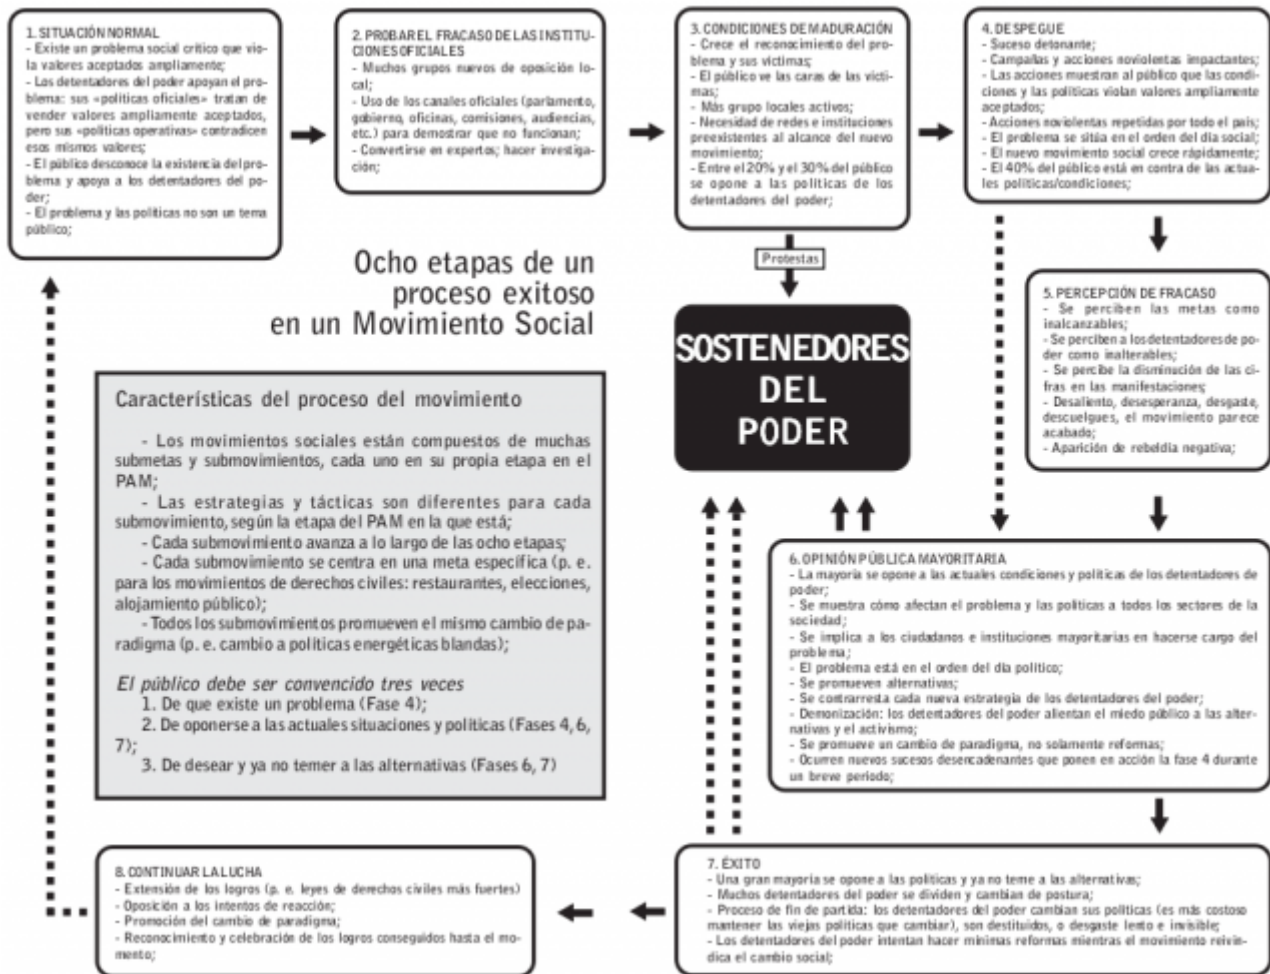 1. SITUACIÓN NORMAL
- Existe un problema social crítico que vio-
la valores aceptados ampliamente;
- Los detentadores del poder apoyan el pro-
blema: sus «políticas oficiales» tratan de
vender valores ampliamente aceptados,
pero sus «políticas operativas» contradicen
esos mismos valores;
- El público desconoce la existencia del pro-
blema y apoya a los detentadores del po-
der;
- El problema y las políticas no son un tema
público;
2. PROBAR EL FRACASO DE LAS INSTITU-
CIONES OFICIALES
- Muchos grupos nuevos de oposición lo-
cal;
- Uso de los canales oficiales (parlamento,
gobierno, oficinas, comisiones, audiencias,
etc.) para demostrar que no funcionan;
- Convertirse en expertos; hacer investiga-
ción;
3. CONDICIONES DE MADURACIÓN
- Crece el reconocimiento del pro-
blema y sus víctimas;
- El público ve las caras de las vícti-
mas;
- Más grupo locales activos;
- Necesidad de redes e instituciones
preexistentes al alcance del nuevo
movimiento;
- Entre el 20% y el 30% del público
se opone a las políticas de los
detentadores del poder;
4. DESPEGUE
- Suceso detonante;
- Campañas y acciones noviolentas impactantes;
- Las acciones muestran al público que las condi-
ciones y las políticas violan valores ampliamente
aceptados;
- Acciones noviolentas repetidas por todo el país;
- El problema se sitúa en el orden del día social;
- El nuevo movimiento social crece rápidamente;
- El 40% del público está en contra de las actua-
les políticas/condiciones;
Protestas
SOSTENEDORES
DEL
PODER
Ocho etapas de un
proceso exitoso
en un Movimiento Social
5. PERCEPCIÓN DE FRACASO
- Se perciben las metas como
inalcanzables;
- Se perciben a los detentadores de po-
der como inalterables;
- Se percibe la disminución de las ci-
fras en las manifestaciones;
- Desaliento, desesperanza, desgaste,
descuelgues, el movimiento parece
acabado;
- Aparición de rebeldía negativa;
Características del proceso del movimiento
- Los movimientos sociales están compuestos de muchas
submetas y submovimientos, cada uno en su propia etapa en el
PAM;
- Las estrategias y tácticas son diferentes para cada
submovimiento, según la etapa del PAM en la que está;
- Cada submovimiento avanza a lo largo de las ocho etapas;
- Cada submovimiento se centra en una meta específica (p. e.
para los movimientos de derechos civiles: restaurantes, elecciones,
alojamiento público);
- Todos los submovimientos promueven el mismo cambio de pa-
radigma (p. e. cambio a políticas energéticas blandas);
El público debe ser convencido tres veces
1. De que existe un problema (Fase 4);
2. De oponerse a las actuales situaciones y políticas (Fases 4, 6,
7);
3. De desear y ya no temer a las alternativas (Fases 6, 7)
6. OPINIÓN PÚBLICA MAYORITARIA
- La mayoría se opone a las actuales condiciones y políticas de los detentadores de
poder;
- Se muestra cómo afectan el problema y las políticas a todos los sectores de la
sociedad;
- Se implica a los ciudadanos e instituciones mayoritarias en hacerse cargo del
problema;
- El problema está en el orden del día político;
- Se promueven alternativas;
- Se contrarresta cada nueva estrategia de los detentadores del poder;
- Demonización: los detentadores del poder alientan el miedo público a las alter-
nativas y el activismo;
- Se promueve un cambio de paradigma, no solamente reformas;
- Ocurren nuevos sucesos desencadenantes que ponen en acción la fase 4 durante
un breve período;
7. ÉXITO
- Una gran mayoría se opone a las políticas y ya no teme a las alternativas;
- Muchos detentadores del poder se dividen y cambian de postura;
- Proceso de fin de partida: los detentadores del poder cambian sus políticas (es más costoso
mantener las viejas políticas que cambiar), son destituidos, o desgaste lento e invisible;
- Los detentadores del poder intentan hacer mínimas reformas mientras el movimiento reivin-
dica el cambio social;
8. CONTINUAR LA LUCHA
- Extensión de los logros (p. e. leyes de derechos civiles más fuertes)
- Oposición a los intentos de reacción;
- Promoción del cambio de paradigma;
- Reconocimiento y celebración de los logros conseguidos hasta el mo-
mento;